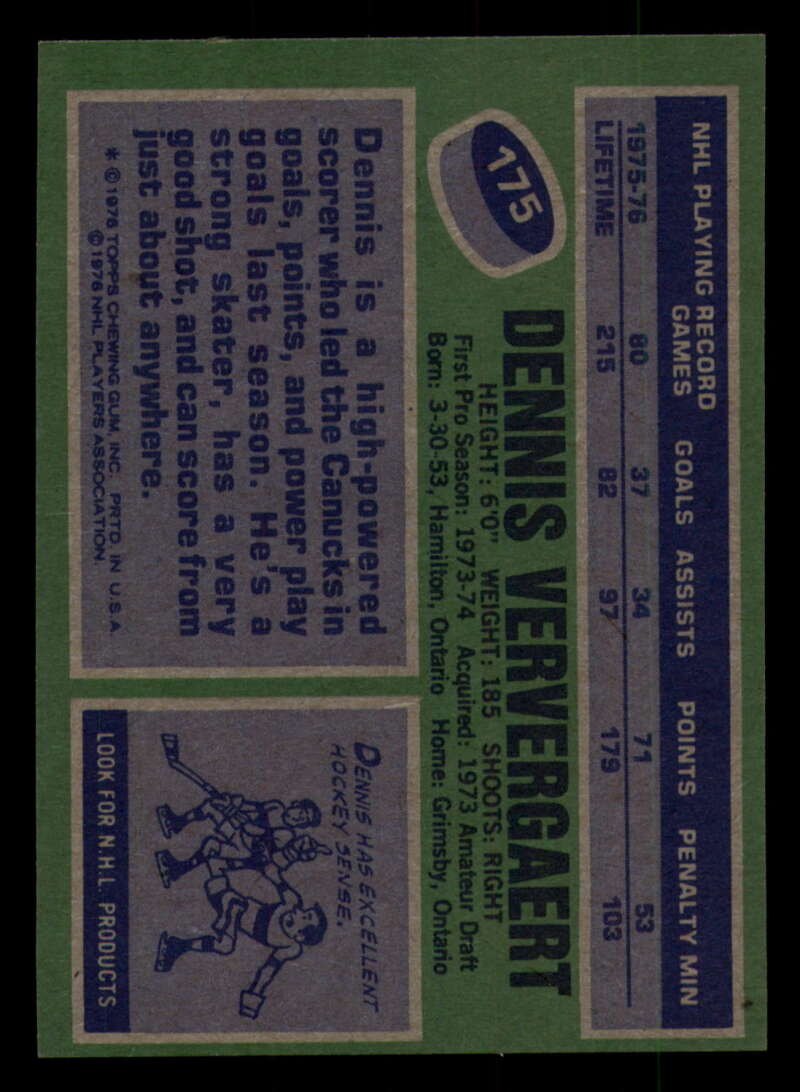 NHL PLAYING RECORD
GAMES GOALS ASSISTS POINTS PENALTY MIN
1975-76 80 37 34 71 53
LIFETIME 215 82 97 179 103
175
DENNIS VERVERGAERT
HEIGHT: 6'0" WEIGHT: 185 SHOOTS: RIGHT
First Pro Season: 1973-74 Acquired: 1973 Amateur Draft
Born: 3-30-53, Hamilton, Ontario Home: Grimsby, Ontario
Dennis is a high-powered
scorer who led the Canucks in
goals, points, and power play
goals last season. He's a
strong skater, has a very
good shot, and can score from
just about anywhere.
* © 1976 TOPPS CHEWING GUM, INC. PRTD. IN U.S.A.
© 1976 NHL PLAYERS ASSOCIATION.
DENNIS HAS EXCELLENT
HOCKEY SENSE.
LOOK FOR N.H.L. PRODUCTS